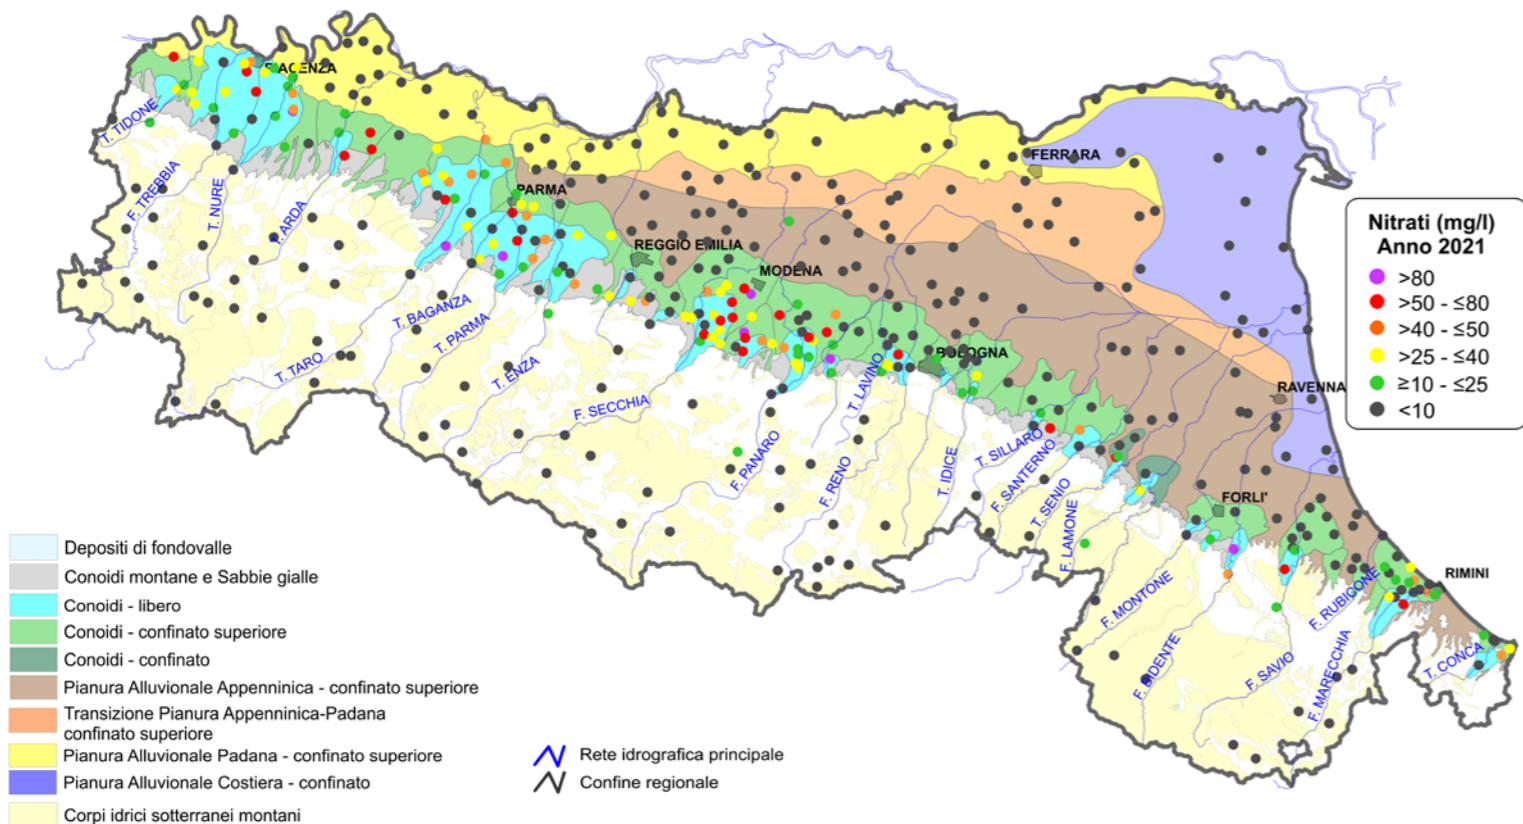 PIACENZA
T. TIDONE
F. TREBBIA
T. NURE
T. ARDA
PARMA
REGGIO EMILIA
MODENA
FERRARA
BOLOGNA
RAVENNA
FORLI'
RIMINI
T. TARO
T. BAGANZA
T. PARMA
T. ENZA
F. SECCHIA
F. PANARO
T. LAVINO
F. RENO
T. IDICE
T. SILLARO
F. SANTERNO
T. SENIO
F. LAMONE
F. MONTONE
F. BIDENTE
F. SAVIO
F. RUBICONE
F. MARECCHIA
T. CONCA
Nitrati (mg/l)
Anno 2021
>80
>50 - ≤80
>40 - ≤50
>25 - ≤40
≥10 - ≤25
<10
Depositi di fondovalle
Conoidi montane e Sabbie gialle
Conoidi - libero
Conoidi - confinato superiore
Conoidi - confinato
Pianura Alluvionale Appenninica - confinato superiore
Transizione Pianura Appenninica-Padana
confinato superiore
Pianura Alluvionale Padana - confinato superiore
Pianura Alluvionale Costiera - confinato
Corpi idrici sotterranei montani
Rete idrografica principale
Confine regionale